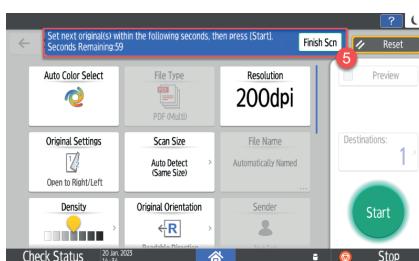 ?
Set next original(s) within the following seconds, then press [Start].
Seconds Remaining:59
Finish Scn
Reset
5
Auto Color Select
File Type
PDF (Multi)
Resolution
200dpi
Preview
Original Settings
Open to Right/Left
Scan Size
Auto Detect
(Same Size)
File Name
Automatically Named
...
Destinations:
1
Density
Original Orientation
R
Readable Direction
Sender
Start
Check Status
20 Jan. 2023
Stop